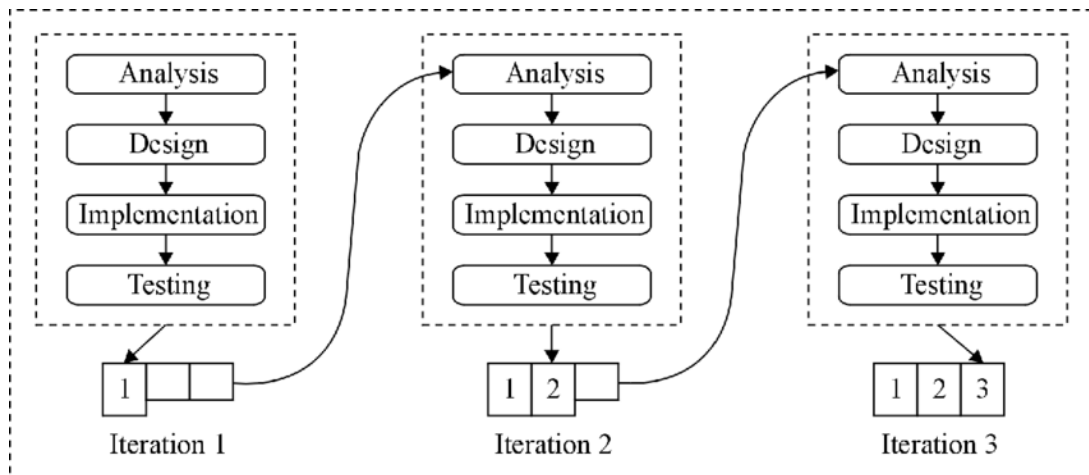 Analysis
Design
Implementation
Testing
1
Iteration 1
Analysis
Design
Implementation
Testing
1 2
Iteration 2
Analysis
Design
Implementation
Testing
1 2 3
Iteration 3